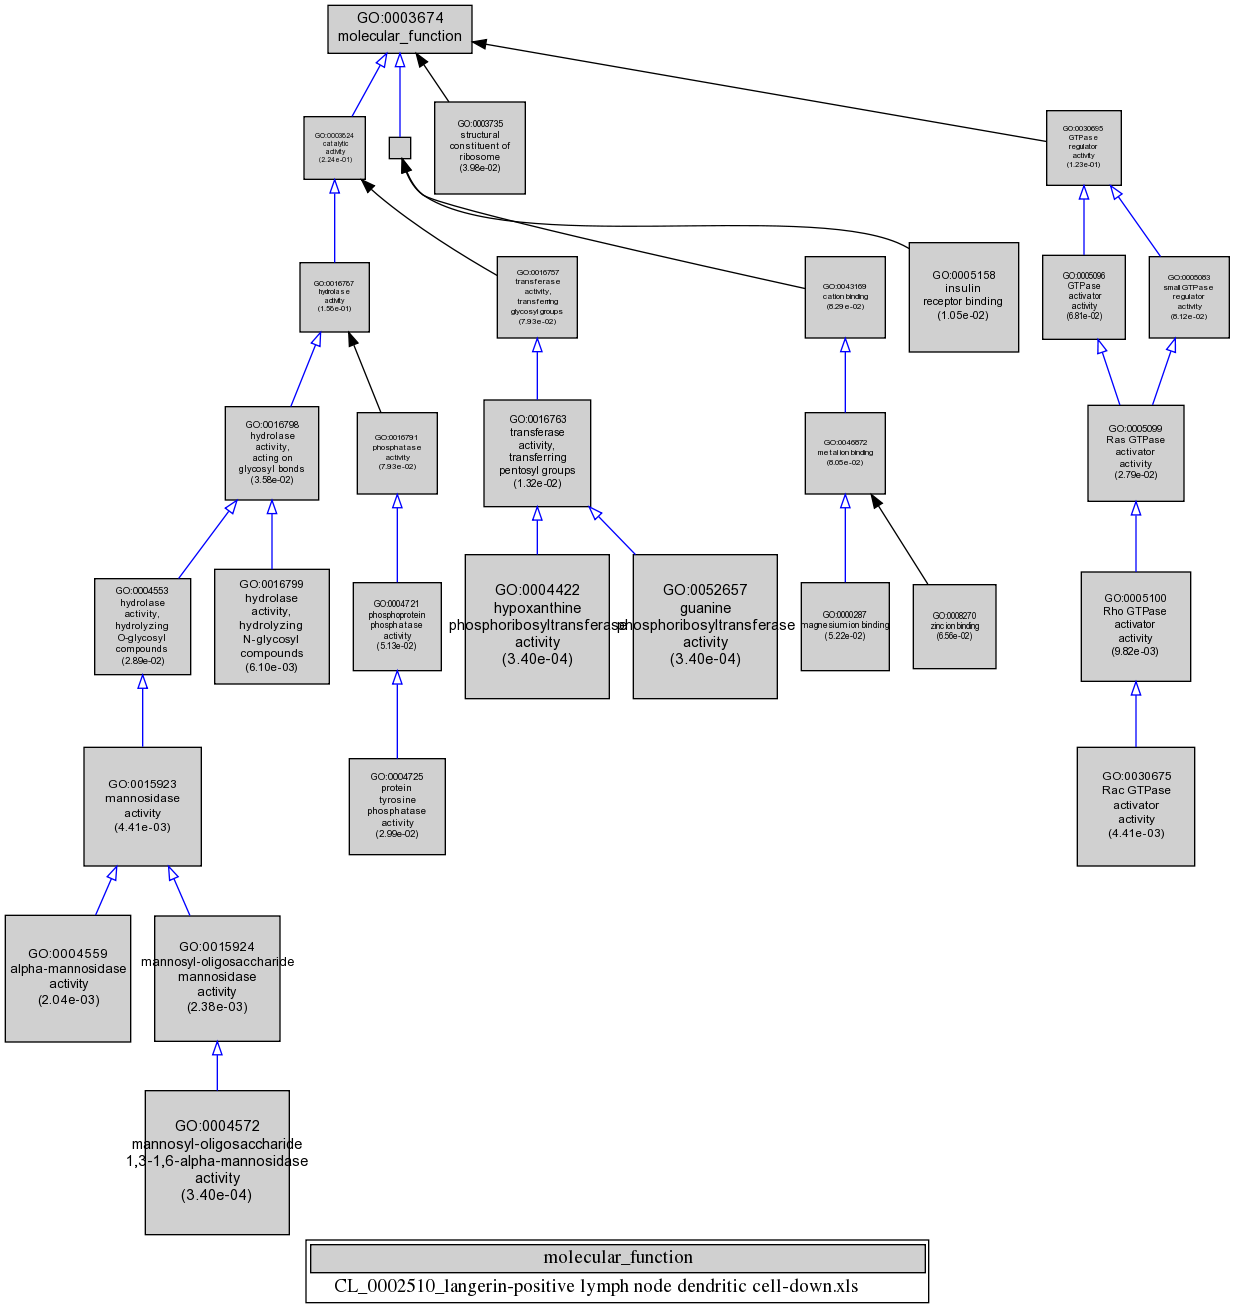 GO:0003674
molecular_function
GO:0003824
catalytic
activity
(2.24e-01)
GO:0003735
structural
constituent of
ribosome
(3.98e-02)
GO:0030695
GTPase
regulator
activity
(1.23e-01)
GO:0016787
hydrolase
activity
(1.56e-01)
GO:0016757
transferase
activity,
transferring
glycosyl groups
(7.93e-02)
GO:0043169
cation binding
(8.29e-02)
GO:0005158
insulin
receptor binding
(1.05e-02)
GO:0005096
GTPase
activator
activity
(6.81e-02)
GO:0005083
small GTPase
regulator
activity
(8.12e-02)
GO:0016798
hydrolase
activity,
acting on
glycosyl bonds
(3.58e-02)
GO:0016791
phosphatase
activity
(7.93e-02)
GO:0016763
transferase
activity,
transferring
pentosyl groups
(1.32e-02)
GO:0046872
metal ion binding
(8.05e-02)
GO:0005099
Ras GTPase
activator
activity
(2.79e-02)
GO:0004553
hydrolase
activity,
hydrolyzing
O-glycosyl
compounds
(2.89e-02)
GO:0016799
hydrolase
activity,
hydrolyzing
N-glycosyl
compounds
(6.10e-03)
GO:0004721
phosphoprotein
phosphatase
activity
(5.13e-02)
GO:0004422
hypoxanthine
phosphoribosyltransferase
activity
(3.40e-04)
GO:0052657
guanine
phosphoribosyltransferase
activity
(3.40e-04)
GO:0000287
magnesium ion binding
(5.22e-02)
GO:0008270
zinc ion binding
(6.56e-02)
GO:0005100
Rho GTPase
activator
activity
(9.82e-03)
GO:0015923
mannosidase
activity
(4.41e-03)
GO:0004725
protein
tyrosine
phosphatase
activity
(2.99e-02)
GO:0030675
Rac GTPase
activator
activity
(4.41e-03)
GO:0004559
alpha-mannosidase
activity
(2.04e-03)
GO:0015924
mannosyl-oligosaccharide
mannosidase
activity
(2.38e-03)
GO:0004572
mannosyl-oligosaccharide
1,3-1,6-alpha-mannosidase
activity
(3.40e-04)
molecular_function
CL_0002510_langerin-positive lymph node dendritic cell-down.xls